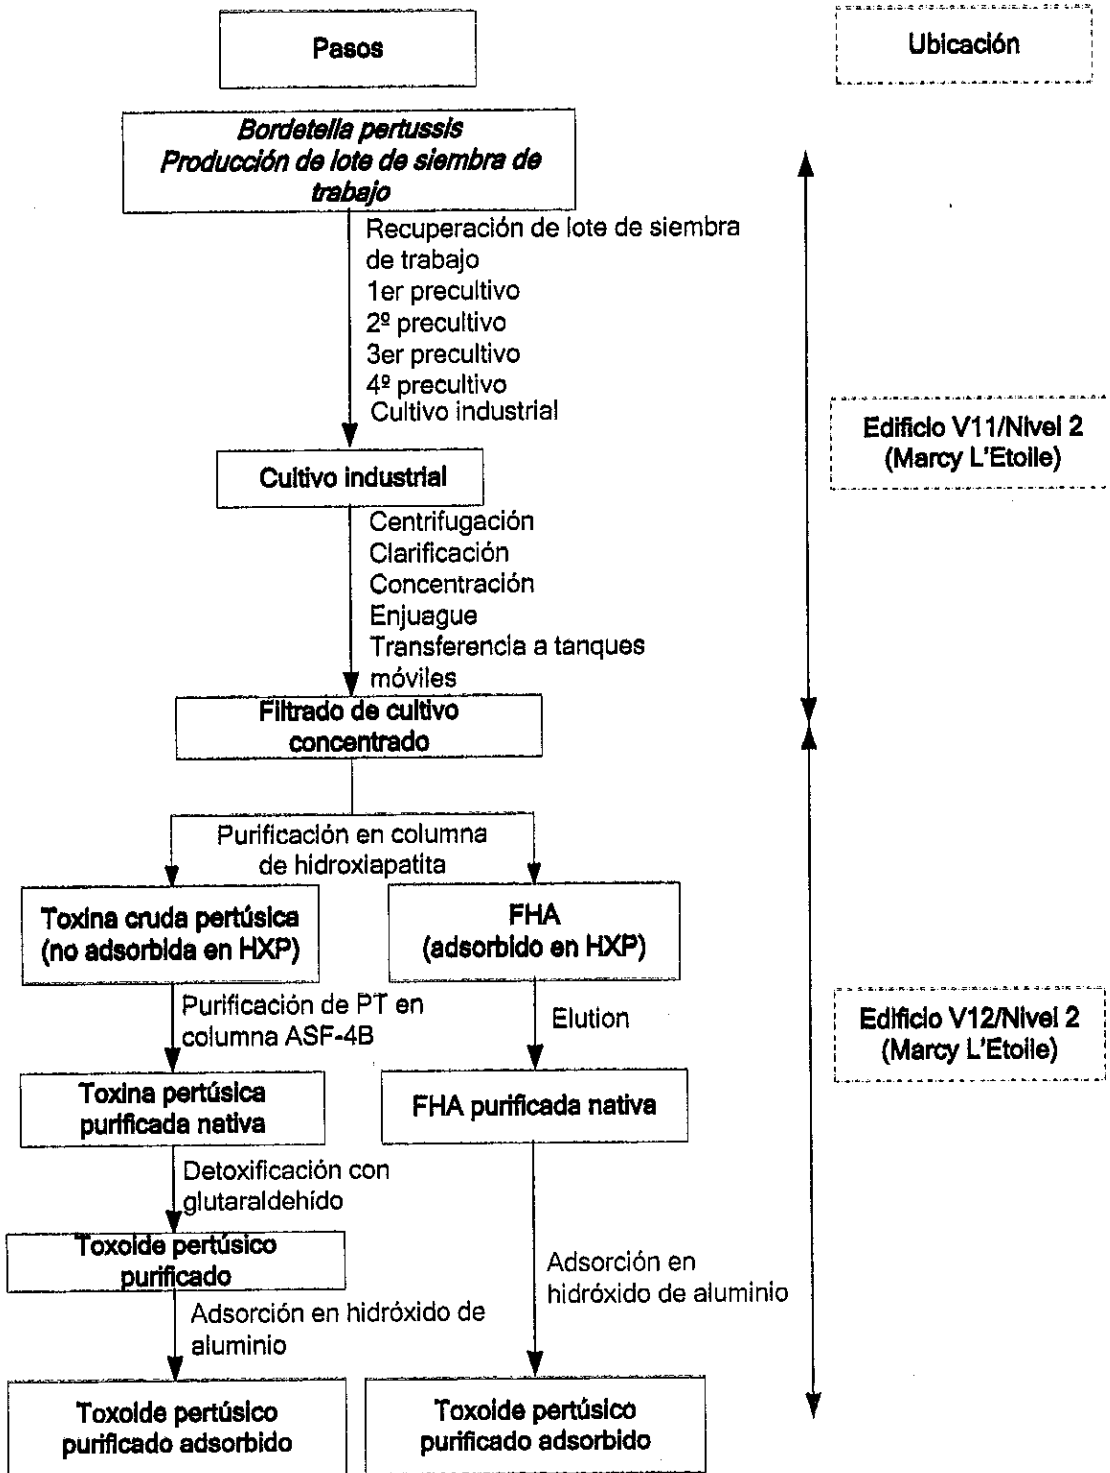 Pasos
Ubicación
Bordetella pertussis
Producción de lote de siembra de
trabajo
Recuperación de lote de siembra
de trabajo
1er precultivo
2º precultivo
3er precultivo
4º precultivo
Cultivo industrial
Edificio V11/Nivel 2
(Marcy L'Etoile)
Cultivo industrial
Centrifugación
Clarificación
Concentración
Enjuague
Transferencia a tanques
móviles
Filtrado de cultivo
concentrado
Purificación en columna
de hidroxiapatita
Toxina cruda pertúsica
(no adsorbida en HXP)
FHA
(adsorbido en HXP)
Purificación de PT en
columna ASF-4B
Elution
Edificio V12/Nivel 2
(Marcy L'Etoile)
Toxina pertúsica
purificada nativa
FHA purificada nativa
Detoxificación con
glutaraldehído
Toxoide pertúsico
purificado
Adsorción en
hidróxido de aluminio
Adsorción en hidróxido de
aluminio
Toxoide pertúsico
purificado adsorbido
Toxoide pertúsico
purificado adsorbido